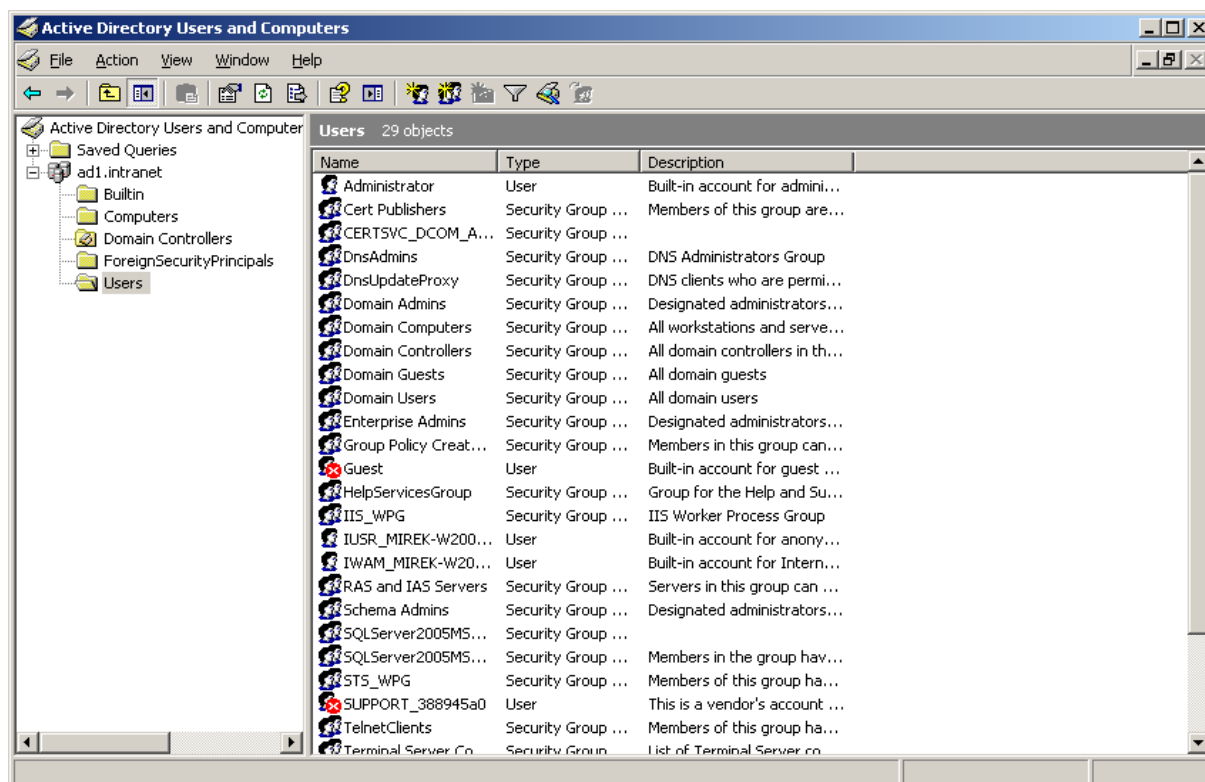 Active Directory Users and Computers
File Action View Window Help
Active Directory Users and Computer
Saved Queries
ad1.intranet
Builtin
Computers
Domain Controllers
ForeignSecurityPrincipals
Users
Users 29 objects
Name Type Description
Administrator User Built-in account for admini...
Cert Publishers Security Group ... Members of this group are...
CERTSVC_DCOM_A... Security Group ...
DnsAdmins Security Group ... DNS Administrators Group
DnsUpdateProxy Security Group ... DNS clients who are permi...
Domain Admins Security Group ... Designated administrators...
Domain Computers Security Group ... All workstations and serve...
Domain Controllers Security Group ... All domain controllers in th...
Domain Guests Security Group ... All domain guests
Domain Users Security Group ... All domain users
Enterprise Admins Security Group ... Designated administrators...
Group Policy Creat... Security Group ... Members in this group can...
Guest User Built-in account for guest ...
HelpServicesGroup Security Group ... Group for the Help and Su...
IIS_WPG Security Group ... IIS Worker Process Group
IUSR_MIREK-W200... User Built-in account for anony...
IWAM_MIREK-W20... User Built-in account for Intern...
RAS and IAS Servers Security Group ... Servers in this group can ...
Schema Admins Security Group ... Designated administrators...
SQLServer2005MS... Security Group ...
SQLServer2005MS... Security Group ... Members in the group hav...
STS_WPG Security Group ... Members of this group ha...
SUPPORT_388945a0 User This is a vendor's account ...
TelnetClients Security Group ... Members of this group ha...
Terminal Server Co... Security Group ... List of Terminal Server co...